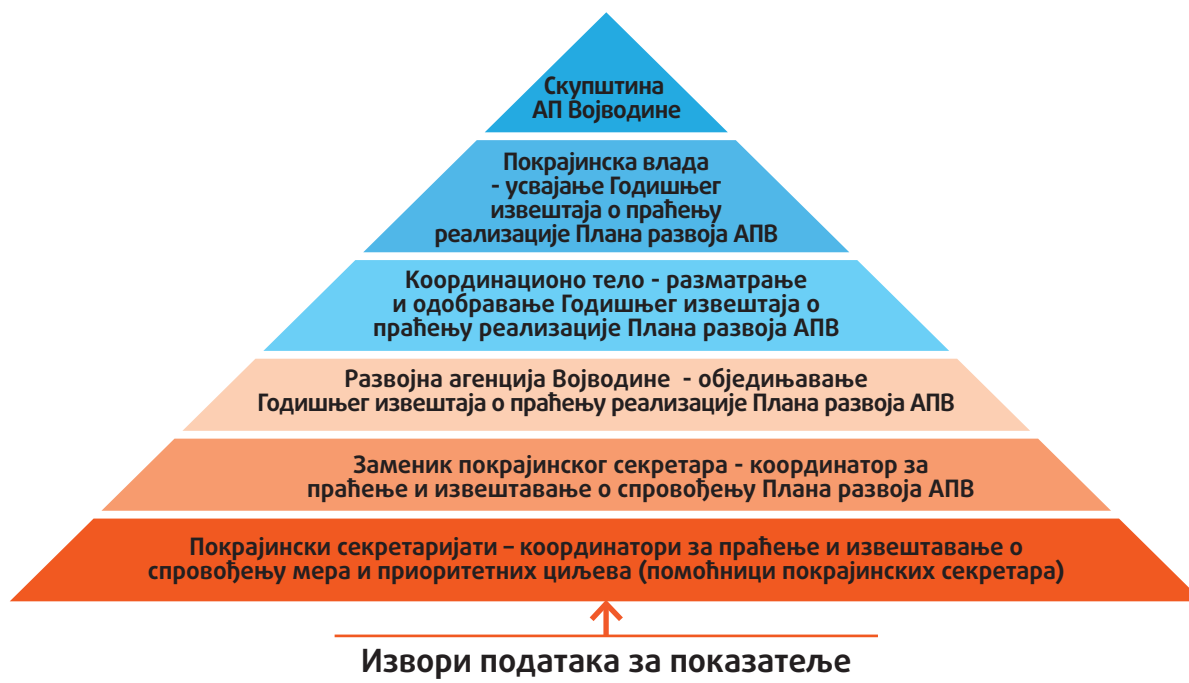 Скупштина
АП Војводине
Покрајинска влада
- усвајање Годишњег
извештаја о праћењу
реализације Плана развоја АПВ
Координационо тело - разматрање
и одобравање Годишњег извештаја о
праћењу реализације Плана развоја АПВ
Развојна агенција Војводине - обједињавање
Годишњег извештаја о праћењу реализације Плана развоја АПВ
Заменик покрајинског секретара - координатор за
праћење и извештавање о спровођењу Плана развоја АПВ
Покрајински секретаријати – координатори за праћење и извештавање о
спровођењу мера и приоритетних циљева (помоћници покрајинских секретара)
Извори података за показатеље